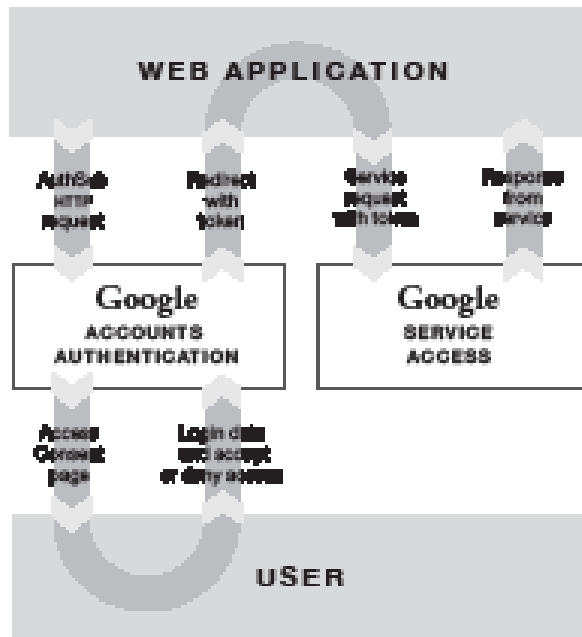 WEB APPLICATION
AuthSub
HTTP
request
Redirect
with
token
Service
request
with token
Response
from
service
Google
ACCOUNTS
AUTHENTICATION
Google
SERVICE
ACCESS
Access
Consent
page
Login data
and accept
or deny access
USER